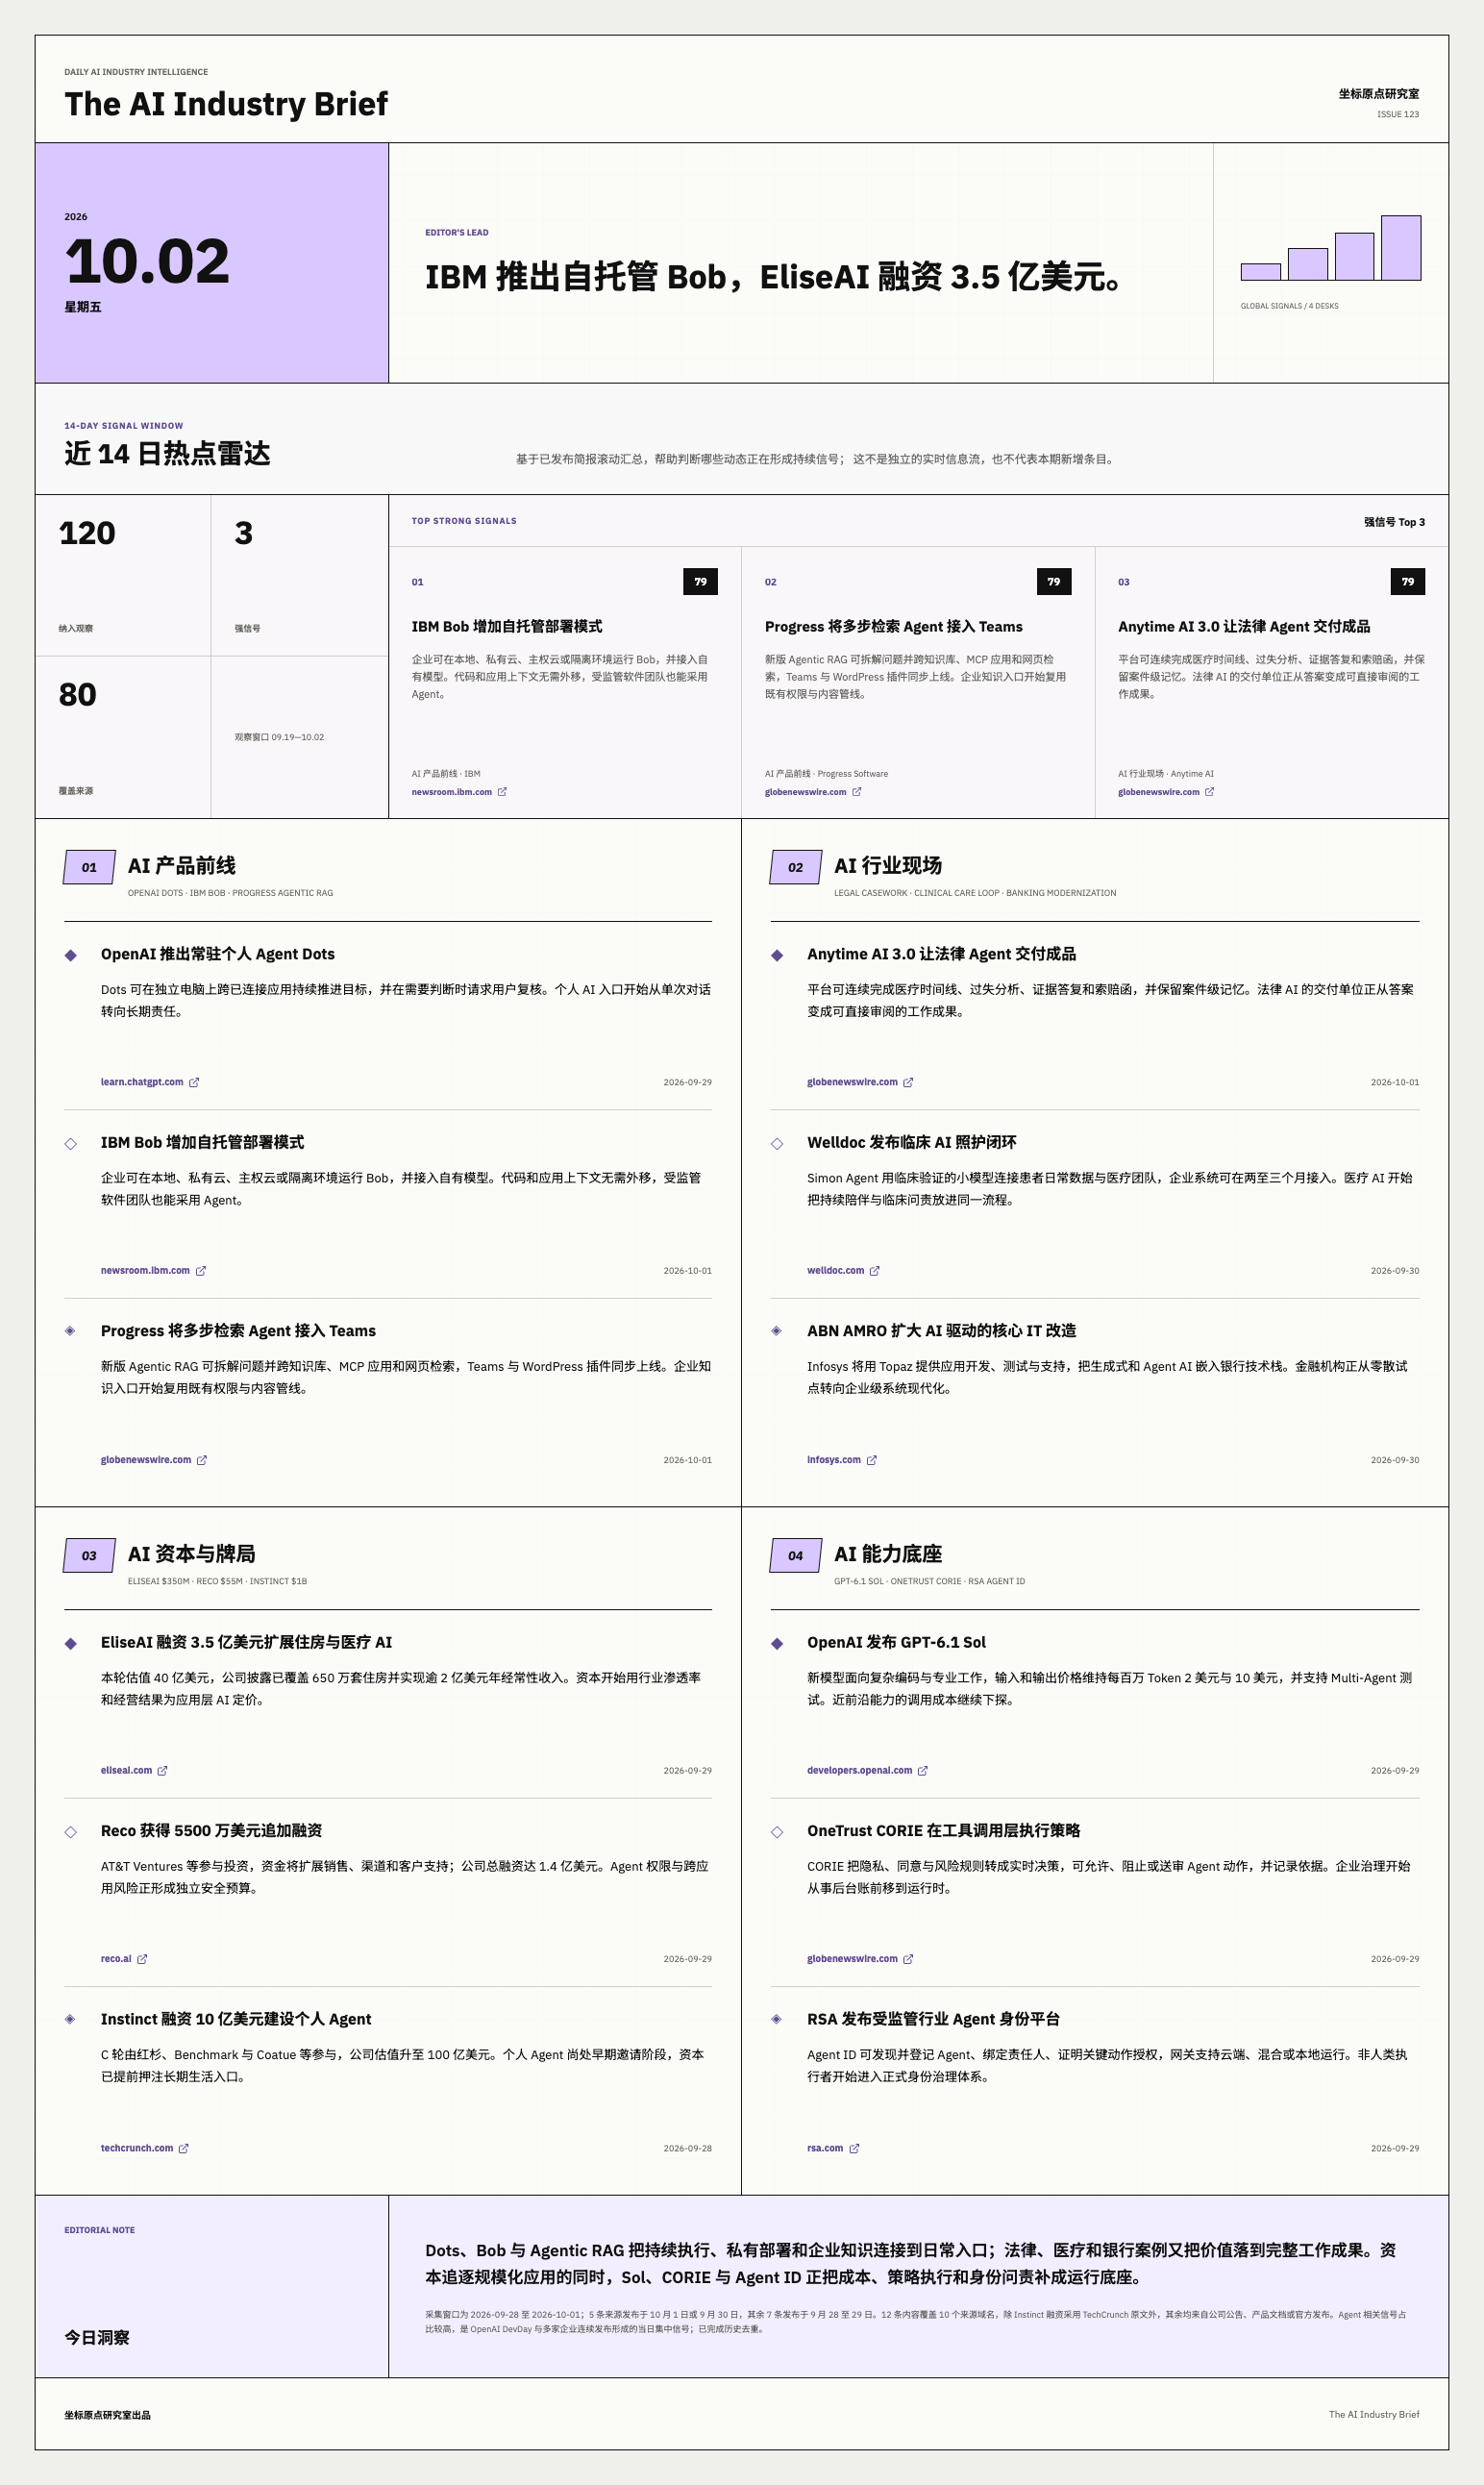 DAILY AI INDUSTRY INTELLIGENCE
The AI Industry Brief
坐标原点研究室
ISSUE 123
2026
10.02
星期五
EDITOR'S LEAD
IBM 推出自托管 Bob，EliseAI 融资 3.5 亿美元。
GLOBAL SIGNALS / 4 DESKS
14-DAY SIGNAL WINDOW
近 14 日热点雷达
基于已发布简报滚动汇总，帮助判断哪些动态正在形成持续信号； 这不是独立的实时信息流，也不代表本期新增条目。
120
纳入观察
3
强信号
80
覆盖来源
观察窗口 09.19—10.02
TOP STRONG SIGNALS
强信号 Top 3
01
79
IBM Bob 增加自托管部署模式
企业可在本地、私有云、主权云或隔离环境运行 Bob，并接入自
有模型。代码和应用上下文无需外移，受监管软件团队也能采用
Agent。
AI 产品前线 · IBM
newsroom.ibm.com
02
79
Progress 将多步检索 Agent 接入 Teams
新版 Agentic RAG 可拆解问题并跨知识库、MCP 应用和网页检
索，Teams 与 WordPress 插件同步上线。企业知识入口开始复用
既有权限与内容管线。
AI 产品前线 · Progress Software
globenewswire.com
03
79
Anytime AI 3.0 让法律 Agent 交付成品
平台可连续完成医疗时间线、过失分析、证据答复和索赔函，并保
留案件级记忆。法律 AI 的交付单位正从答案变成可直接审阅的工
作成果。
AI 行业现场 · Anytime AI
globenewswire.com
01
AI 产品前线
OPENAI DOTS · IBM BOB · PROGRESS AGENTIC RAG
◆ OpenAI 推出常驻个人 Agent Dots
Dots 可在独立电脑上跨已连接应用持续推进目标，并在需要判断时请求用户复核。个人 AI 入口开始从单次对话
转向长期责任。
learn.chatgpt.com
2026-09-29
◇ IBM Bob 增加自托管部署模式
企业可在本地、私有云、主权云或隔离环境运行 Bob，并接入自有模型。代码和应用上下文无需外移，受监管
软件团队也能采用 Agent。
newsroom.ibm.com
2026-10-01
◈ Progress 将多步检索 Agent 接入 Teams
新版 Agentic RAG 可拆解问题并跨知识库、MCP 应用和网页检索，Teams 与 WordPress 插件同步上线。企业知
识入口开始复用既有权限与内容管线。
globenewswire.com
2026-10-01
02
AI 行业现场
LEGAL CASEWORK · CLINICAL CARE LOOP · BANKING MODERNIZATION
◆ Anytime AI 3.0 让法律 Agent 交付成品
平台可连续完成医疗时间线、过失分析、证据答复和索赔函，并保留案件级记忆。法律 AI 的交付单位正从答案
变成可直接审阅的工作成果。
globenewswire.com
2026-10-01
◇ Welldoc 发布临床 AI 照护闭环
Simon Agent 用临床验证的小模型连接患者日常数据与医疗团队，企业系统可在两至三个月接入。医疗 AI 开始
把持续陪伴与临床问责放进同一流程。
welldoc.com
2026-09-30
◈ ABN AMRO 扩大 AI 驱动的核心 IT 改造
Infosys 将用 Topaz 提供应用开发、测试与支持，把生成式和 Agent AI 嵌入银行技术栈。金融机构正从零散试
点转向企业级系统现代化。
infosys.com
2026-09-30
03
AI 资本与牌局
ELISEAI $350M · RECO $55M · INSTINCT $1B
◆ EliseAI 融资 3.5 亿美元扩展住房与医疗 AI
本轮估值 40 亿美元，公司披露已覆盖 650 万套住房并实现逾 2 亿美元年经常性收入。资本开始用行业渗透率
和经营结果为应用层 AI 定价。
eliseai.com
2026-09-29
◇ Reco 获得 5500 万美元追加融资
AT&T Ventures 等参与投资，资金将扩展销售、渠道和客户支持；公司总融资达 1.4 亿美元。Agent 权限与跨应
用风险正形成独立安全预算。
reco.ai
2026-09-29
◈ Instinct 融资 10 亿美元建设个人 Agent
C 轮由红杉、Benchmark 与 Coatue 等参与，公司估值升至 100 亿美元。个人 Agent 尚处早期邀请阶段，资本
已提前押注长期生活入口。
techcrunch.com
2026-09-28
04
AI 能力底座
GPT-6.1 SOL · ONETRUST CORIE · RSA AGENT ID
◆ OpenAI 发布 GPT-6.1 Sol
新模型面向复杂编码与专业工作，输入和输出价格维持每百万 Token 2 美元与 10 美元，并支持 Multi-Agent 测
试。近前沿能力的调用成本继续下探。
developers.openai.com
2026-09-29
◇ OneTrust CORIE 在工具调用层执行策略
CORIE 把隐私、同意与风险规则转成实时决策，可允许、阻止或送审 Agent 动作，并记录依据。企业治理开始
从事后台账前移到运行时。
globenewswire.com
2026-09-29
◈ RSA 发布受监管行业 Agent 身份平台
Agent ID 可发现并登记 Agent、绑定责任人、证明关键动作授权，网关支持云端、混合或本地运行。非人类执
行者开始进入正式身份治理体系。
rsa.com
2026-09-29
EDITORIAL NOTE
今日洞察
Dots、Bob 与 Agentic RAG 把持续执行、私有部署和企业知识连接到日常入口；法律、医疗和银行案例又把价值落到完整工作成果。资
本追逐规模化应用的同时，Sol、CORIE 与 Agent ID 正把成本、策略执行和身份问责补成运行底座。
采集窗口为 2026-09-28 至 2026-10-01；5 条来源发布于 10 月 1 日或 9 月 30 日，其余 7 条发布于 9 月 28 至 29 日。12 条内容覆盖 10 个来源域名，除 Instinct 融资采用 TechCrunch 原文外，其余均来自公司公告、产品文档或官方发布。Agent 相关信号占
比较高，是 OpenAI DevDay 与多家企业连续发布形成的当日集中信号；已完成历史去重。
坐标原点研究室出品
The AI Industry Brief